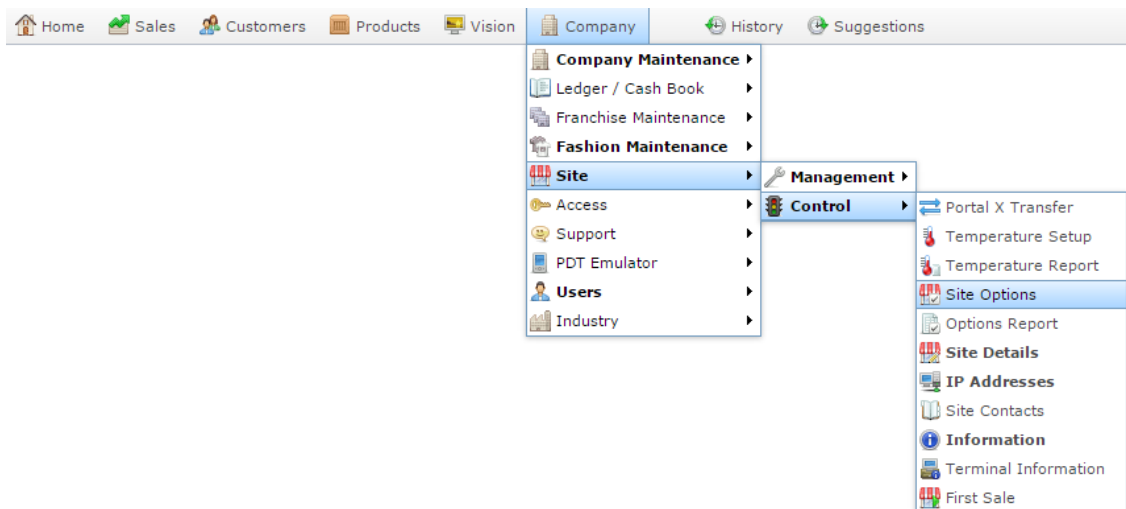 Home Sales Customers Products Vision Company History Suggestions
Company Maintenance
Ledger / Cash Book
Franchise Maintenance
Fashion Maintenance
Site
Access
Support
PDT Emulator
Users
Industry
Management
Control
Portal X Transfer
Temperature Setup
Temperature Report
Site Options
Options Report
Site Details
IP Addresses
Site Contacts
Information
Terminal Information
First Sale